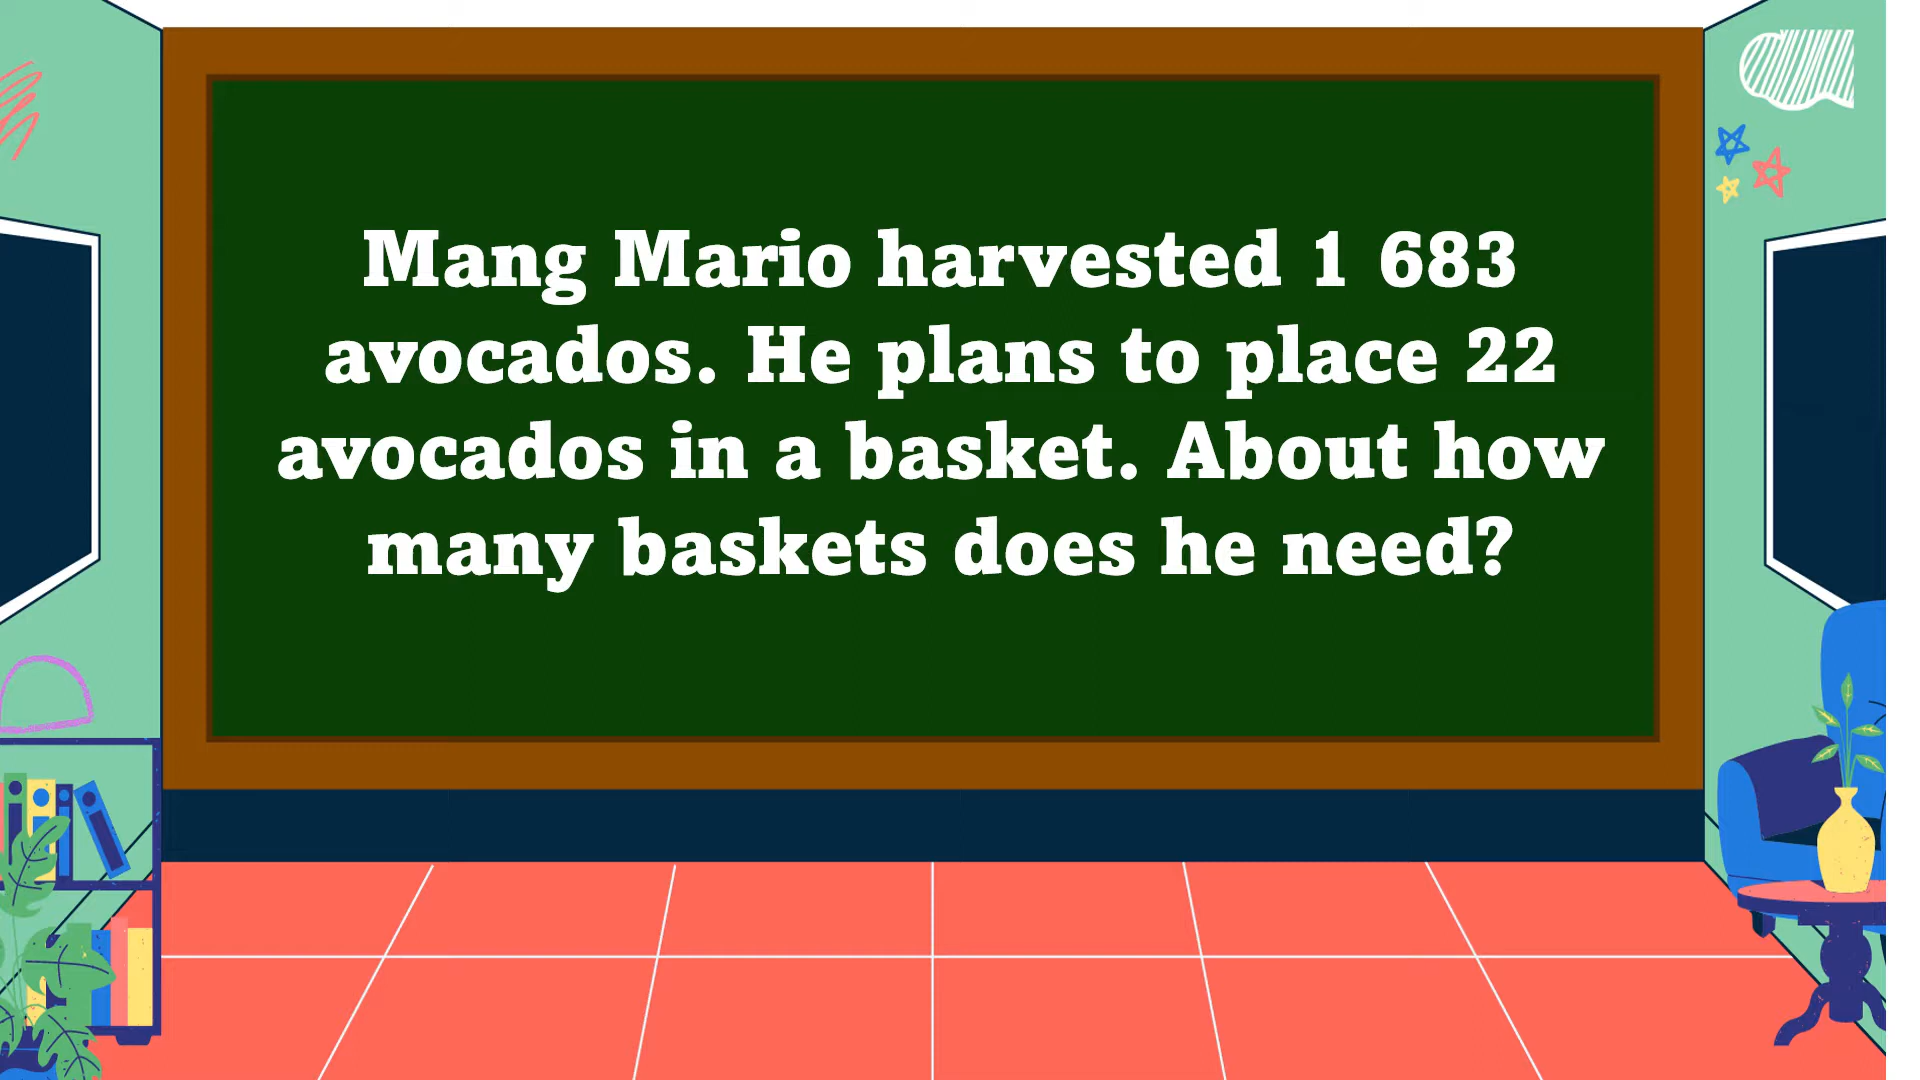 Mang Mario harvested 1 683
avocados. He plans to place 22
avocados in a basket. About how
many baskets does he need?